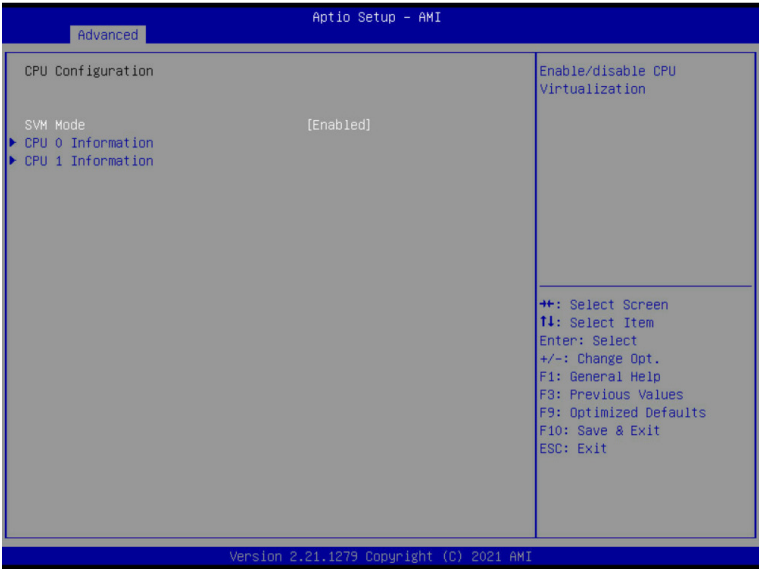 Aptio Setup – AMI
Advanced
CPU Configuration
SVM Mode [Enabled]
CPU 0 Information
CPU 1 Information
Enable/disable CPU
Virtualization
→←: Select Screen
↑↓: Select Item
Enter: Select
+/-: Change Opt.
F1: General Help
F3: Previous Values
F9: Optimized Defaults
F10: Save & Exit
ESC: Exit
Version 2.21.1279 Copyright (C) 2021 AMI